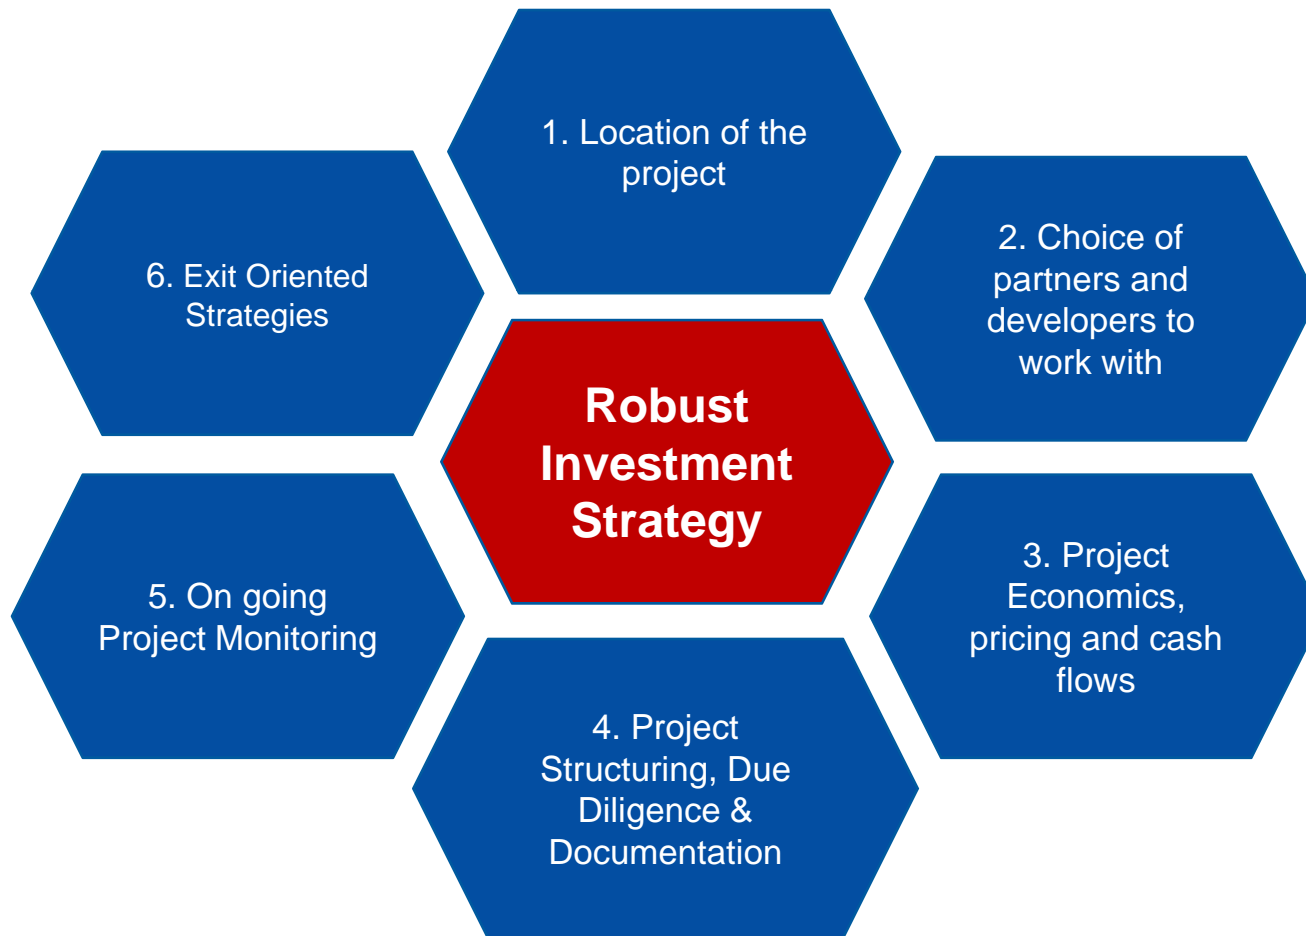 1. Location of the
project
2. Choice of
partners and
developers to
work with
3. Project
Economics,
pricing and cash
flows
4. Project
Structuring, Due
Diligence &
Documentation
5. On going
Project Monitoring
6. Exit Oriented
Strategies
Robust
Investment
Strategy